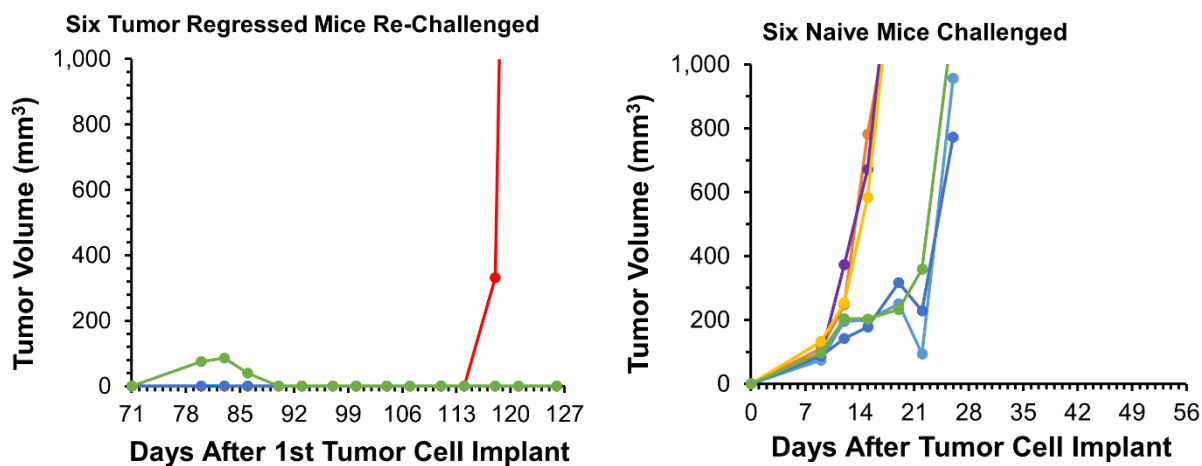 Six Tumor Regressed Mice Re-Challenged
1,000
800
600
400
200
0
Tumor Volume (mm³)
71 78 85 92 99 106 113 120 127
Days After 1st Tumor Cell Implant
Six Naive Mice Challenged
1,000
800
600
400
200
0
Tumor Volume (mm³)
0 7 14 21 28 35 42 49 56
Days After Tumor Cell Implant